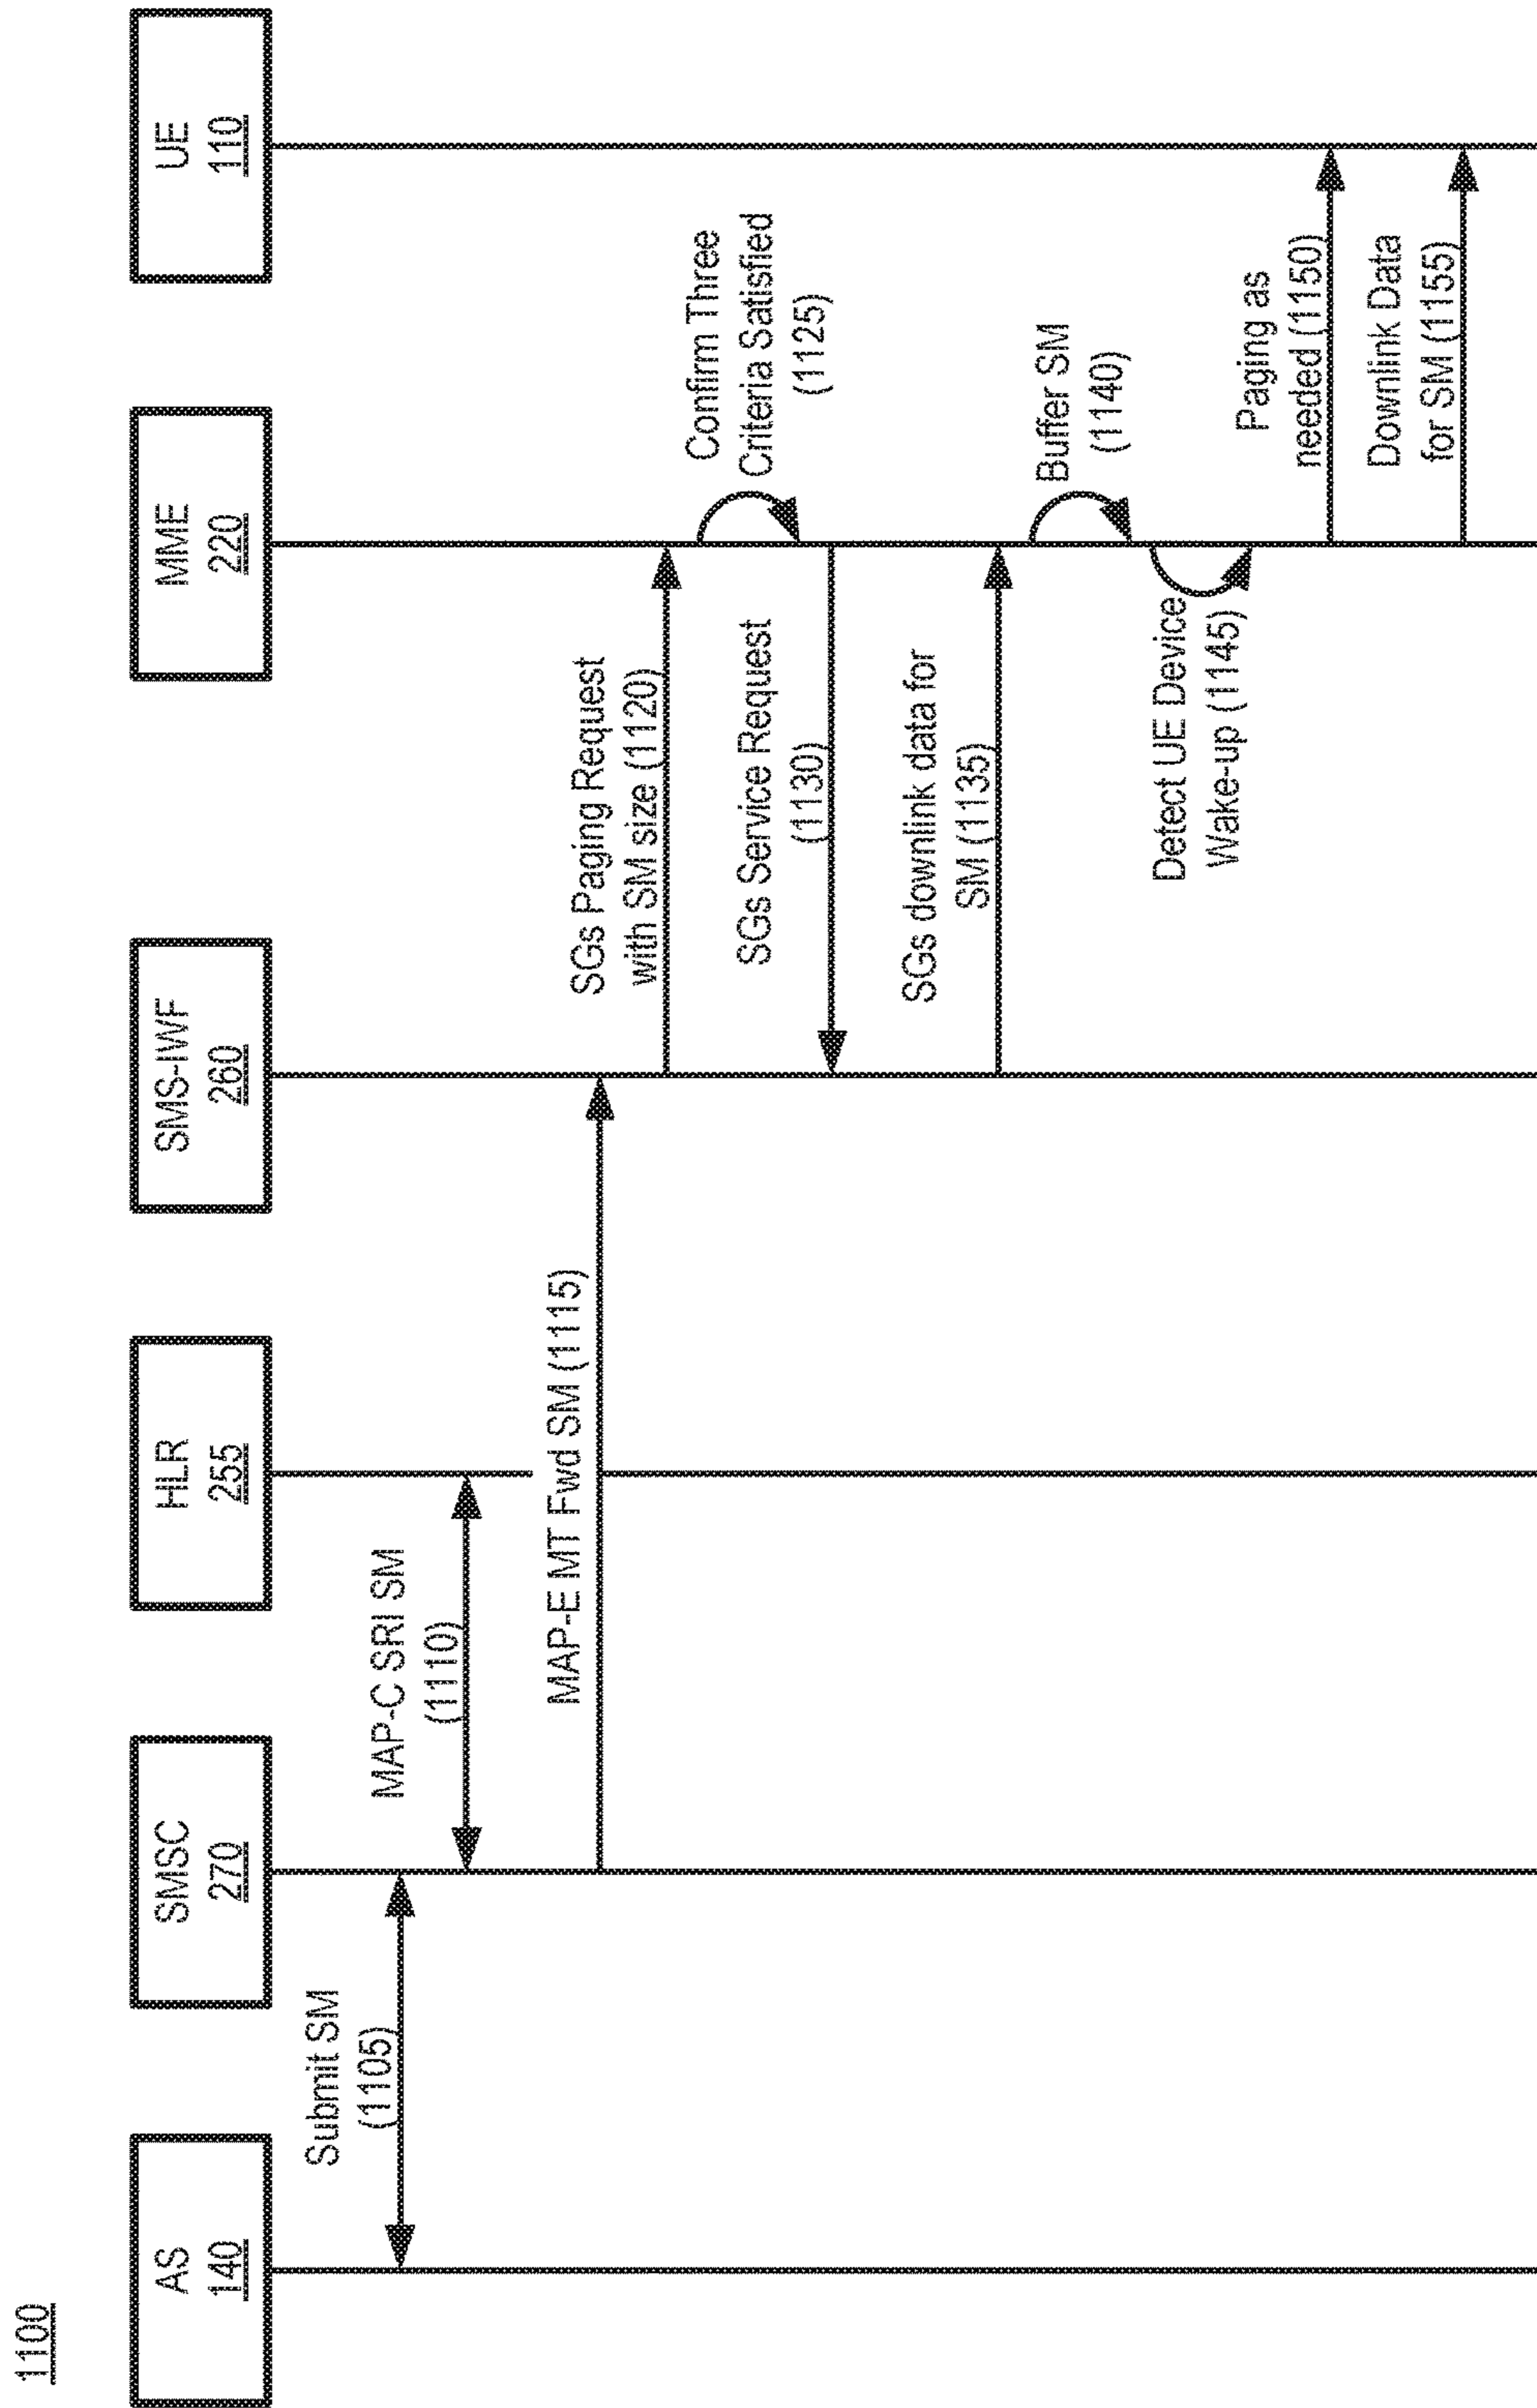 1100
AS
140
SMSC
270
HLR
255
SMS-IWF
260
MME
220
UE
110
Submit SM
(1105)
MAP-C SRI SM
(1110)
MAP-E MT Fwd SM (1115)
SGs Paging Request
with SM size (1120)
Confirm Three
Criteria Satisfied
(1125)
SGs Service Request
(1130)
SGs downlink data for
SM (1135)
Buffer SM
(1140)
Detect UE Device
Wake-up (1145)
Paging as
needed (1150)
Downlink Data
for SM (1155)